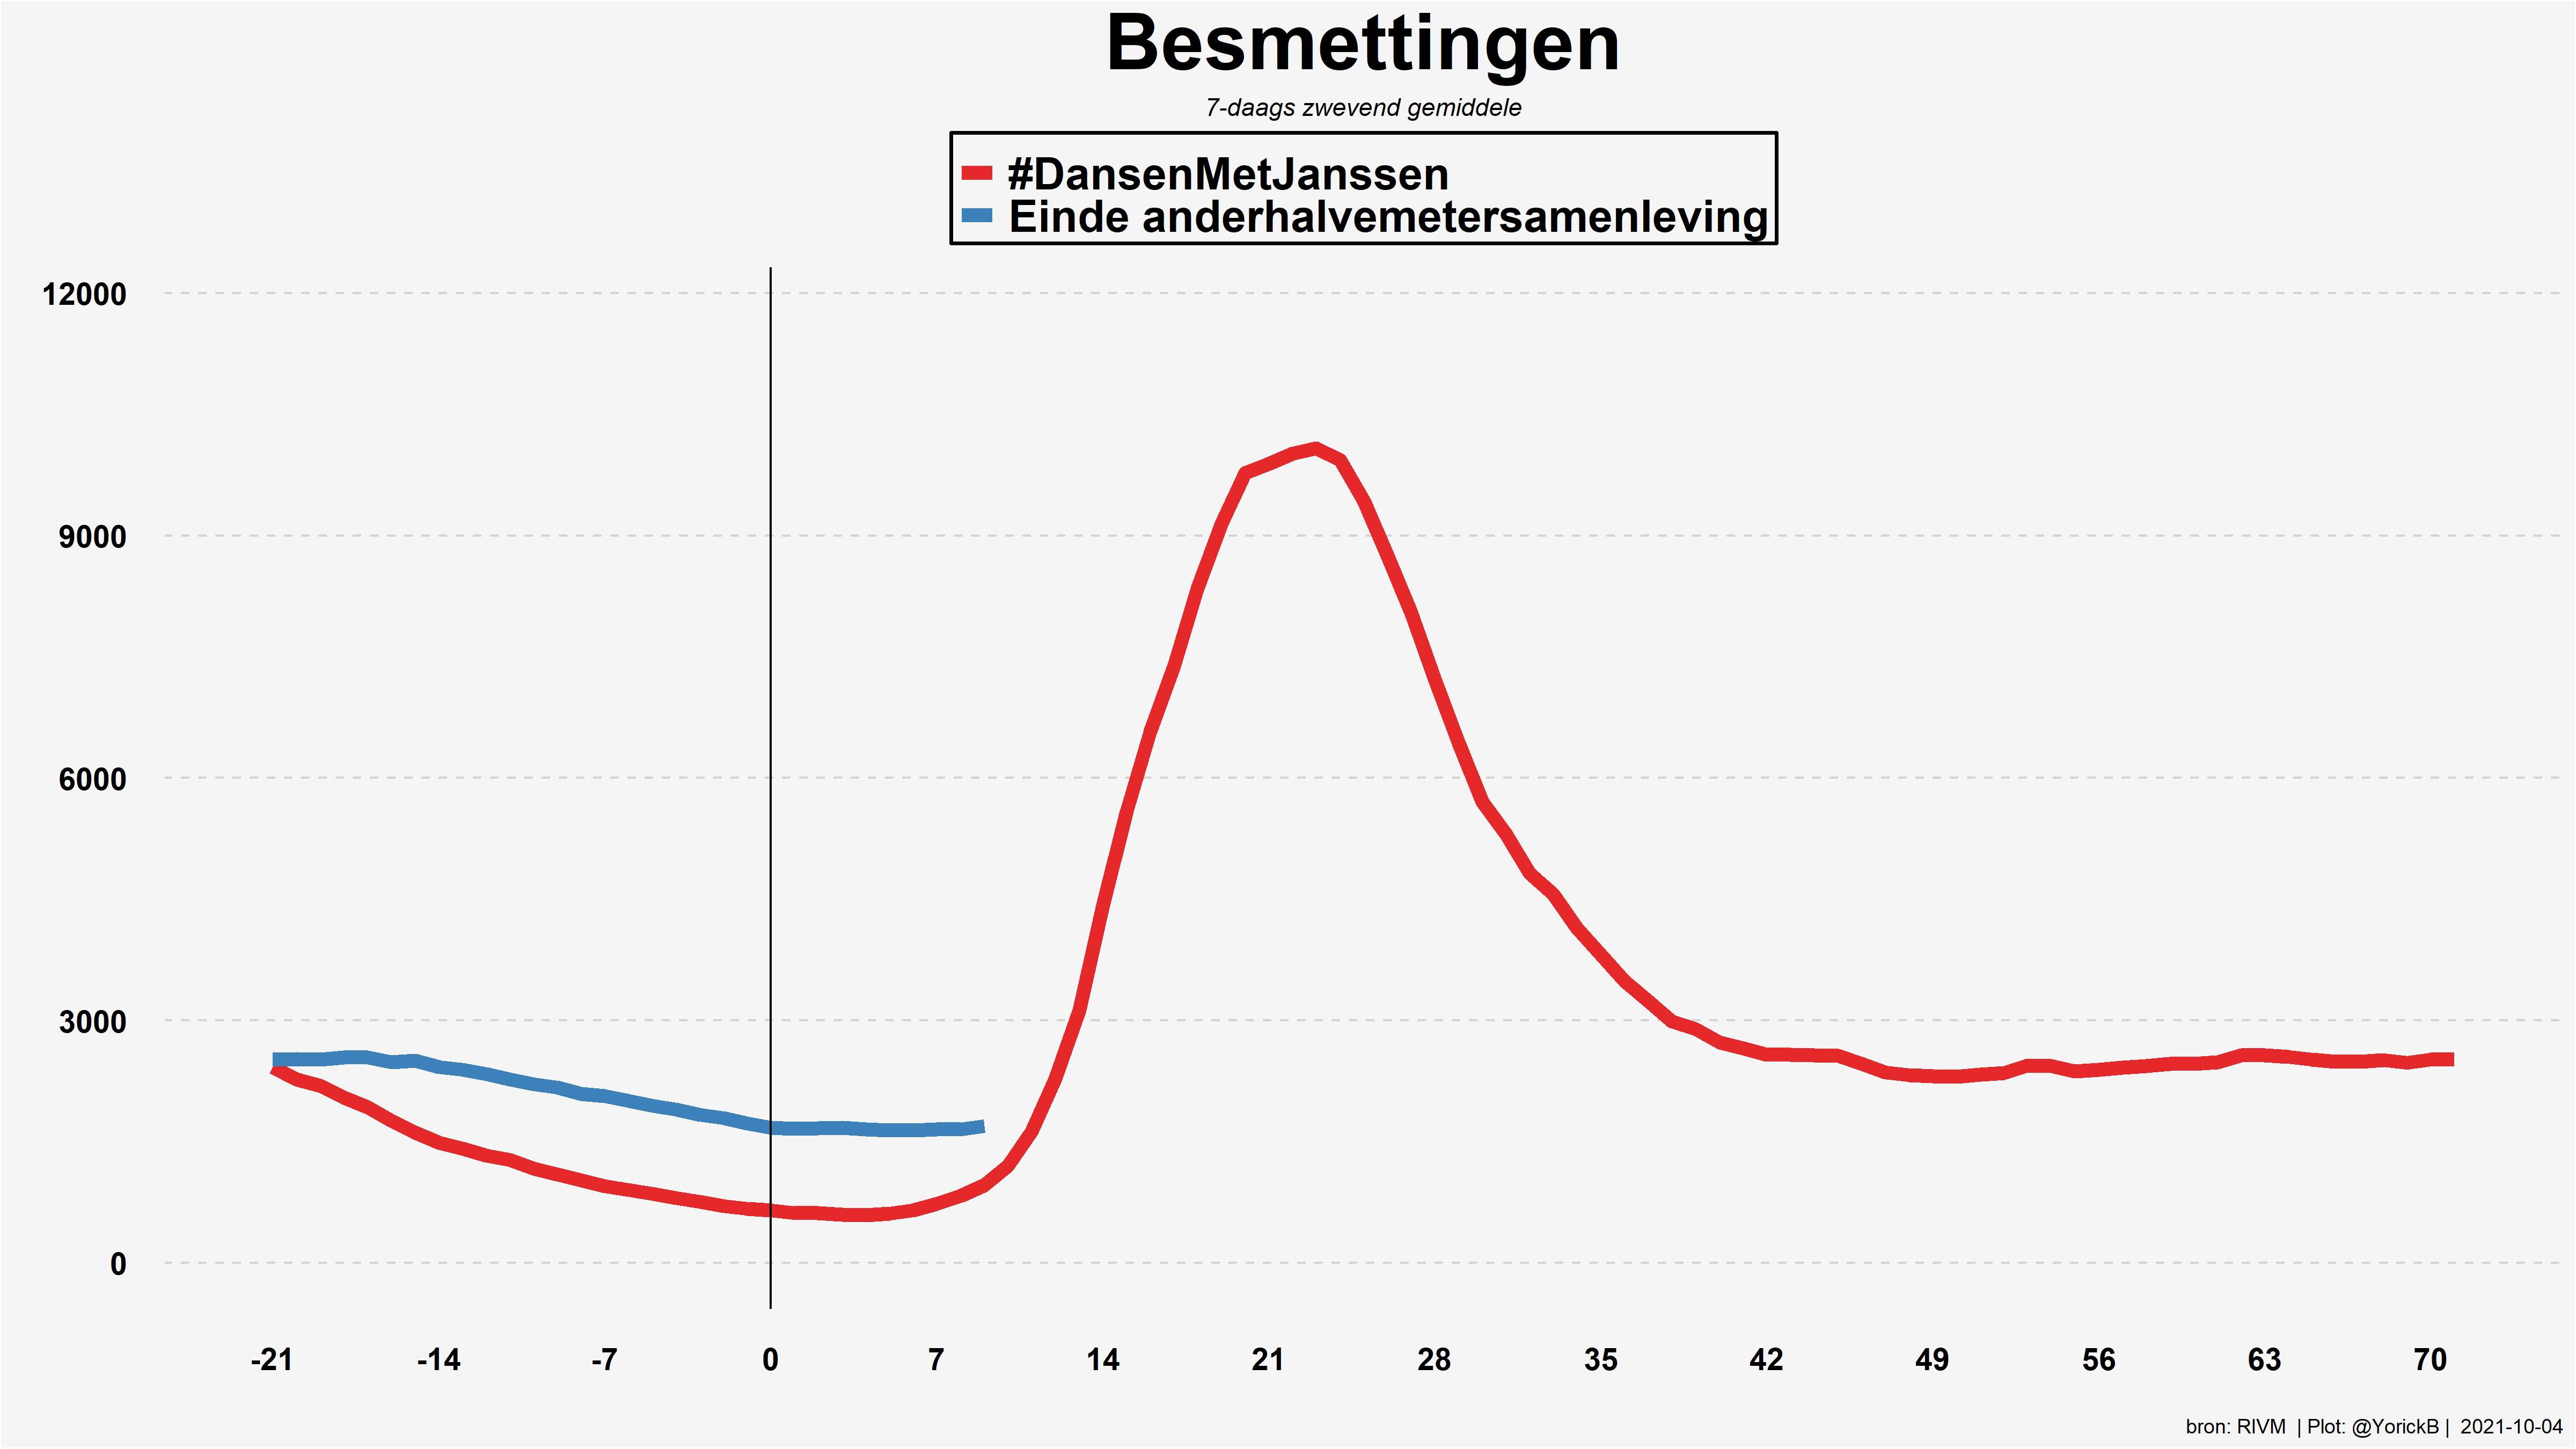 Besmettingen
7-daags zwevend gemiddele
#DansenMetJanssen
Einde anderhalvemetersamenleving
12000
9000
6000
3000
0
-21 -14 -7 0 7 14 21 28 35 42 49 56 63 70
bron: RIVM | Plot: @YorickB | 2021-10-04